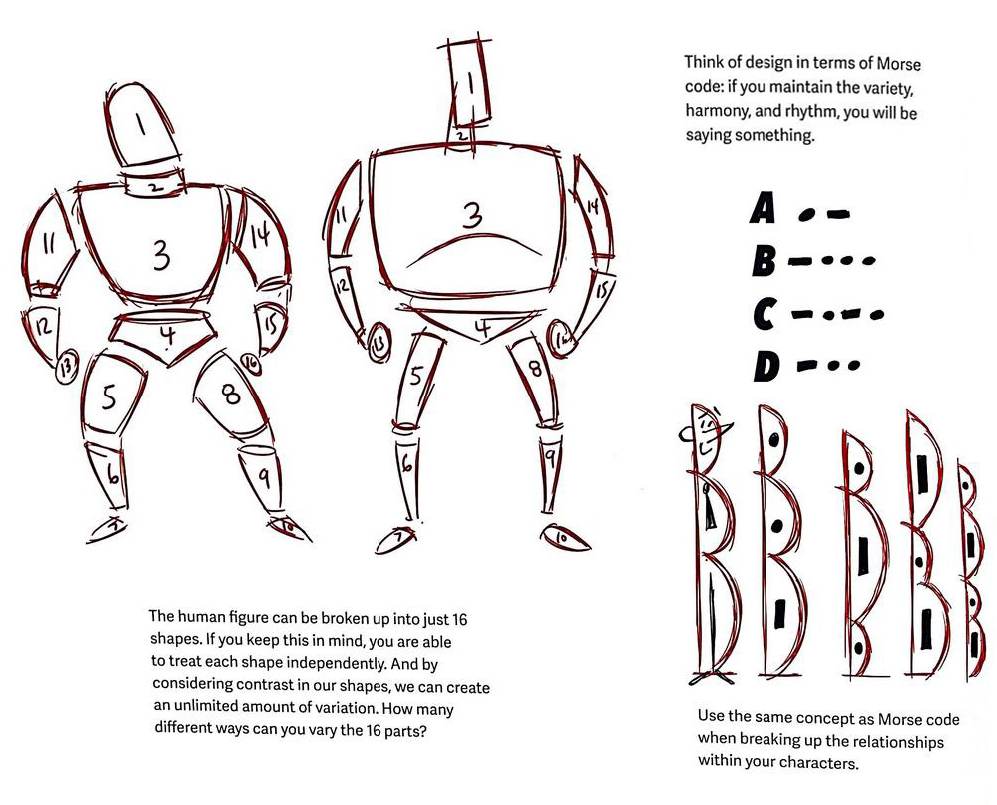 Think of design in terms of Morse
code: if you maintain the variety,
harmony, and rhythm, you will be
saying something.
A • –
B – • • •
C – • – •
D – • •
1
2
3
4
5
6
7
8
9
10
11
12
13
14
15
16
1
2
3
4
5
6
7
8
9
10
11
12
13
14
15
16
The human figure can be broken up into just 16
shapes. If you keep this in mind, you are able
to treat each shape independently. And by
considering contrast in our shapes, we can create
an unlimited amount of variation. How many
different ways can you vary the 16 parts?
Use the same concept as Morse code
when breaking up the relationships
within your characters.